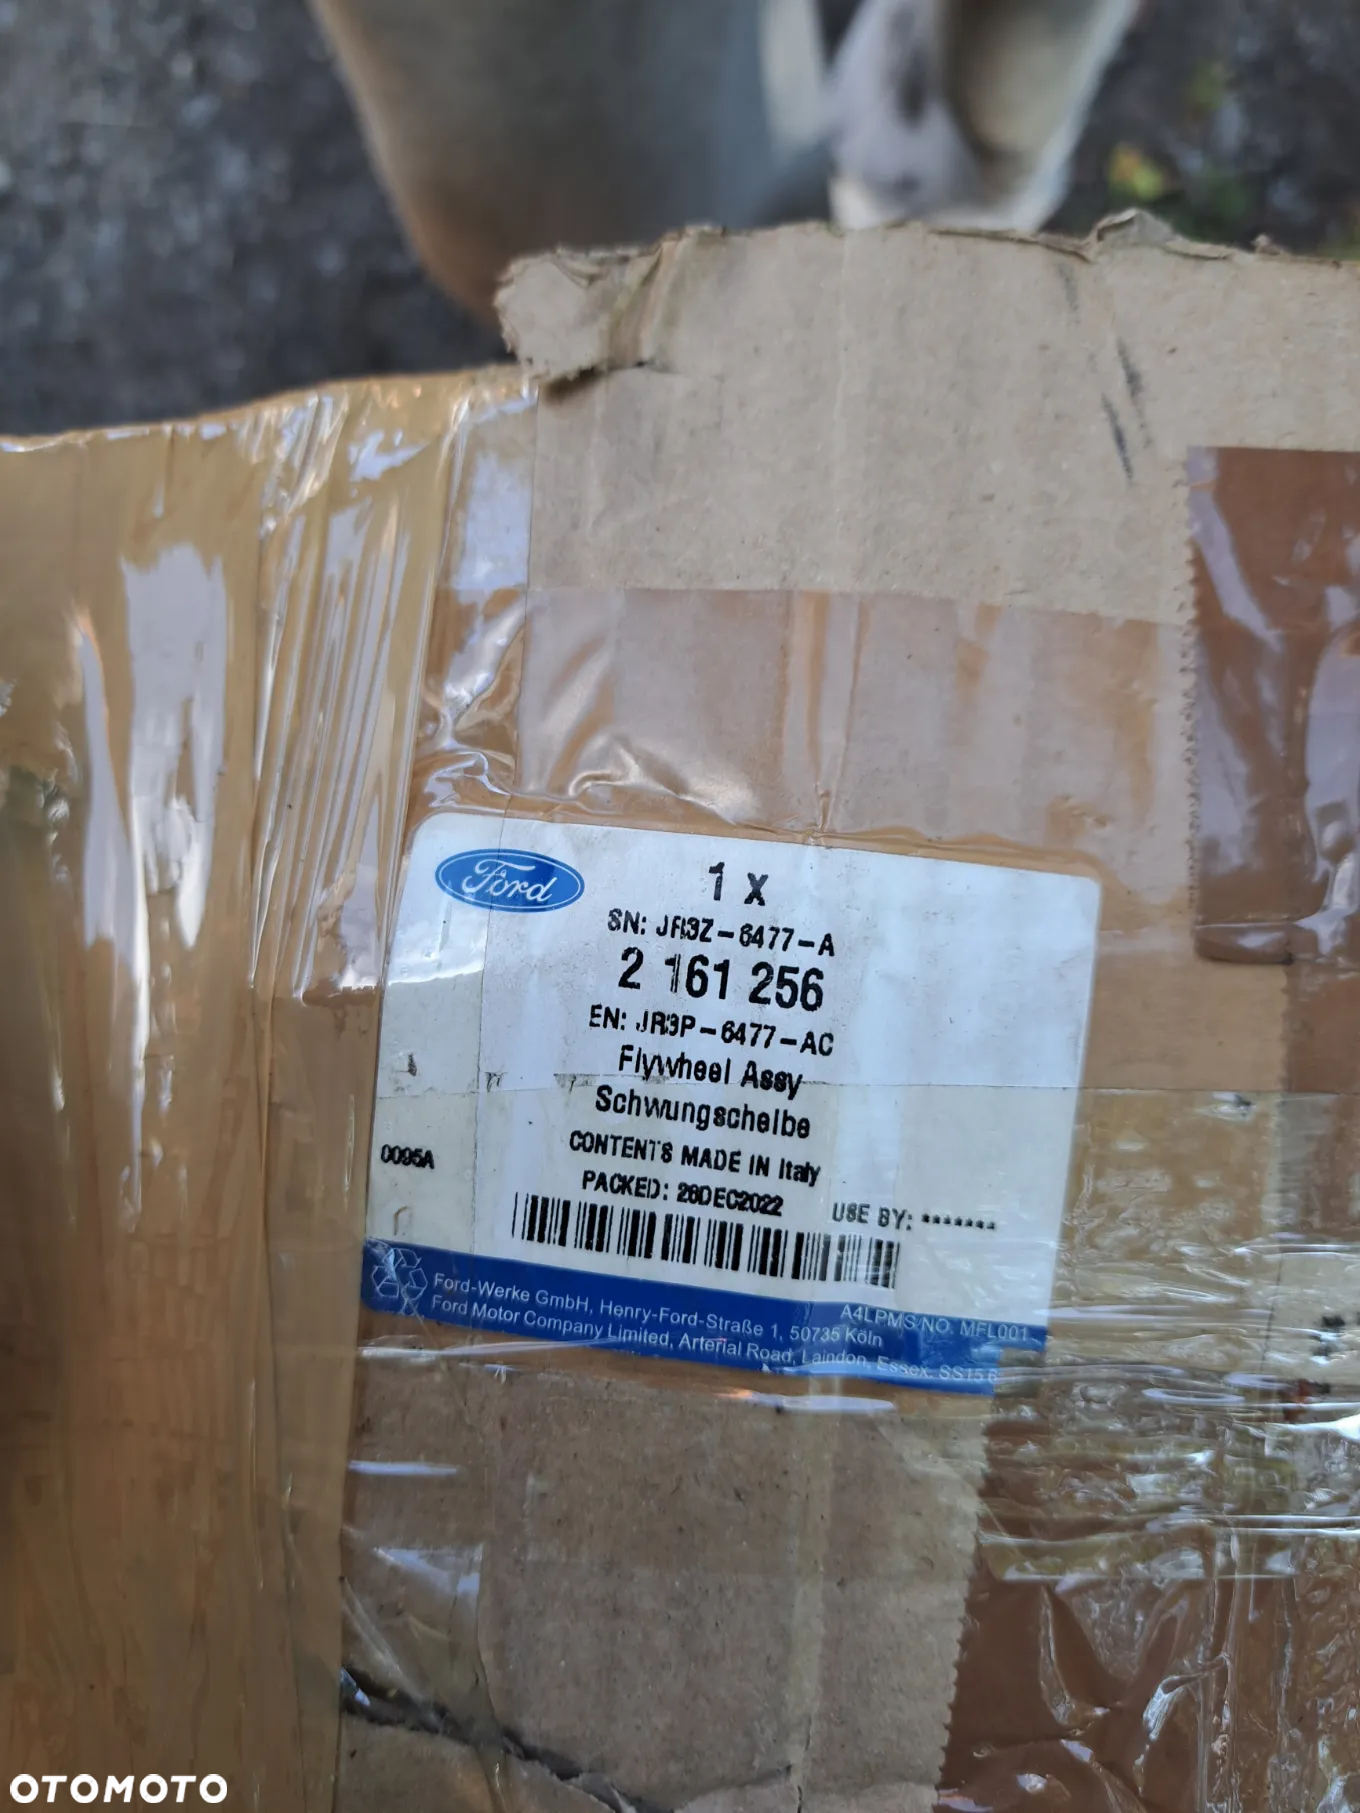 Ford
1 x
SN: JR3Z-6477-A
2 161 256
EN: JR3P-6477-AC
Flywheel Assy
Schwungscheibe
CONTENTS MADE IN Italy
0095A
PACKED: 28DEC2022
USE BY: *******
A4LPMS/NO. MFL001
Ford-Werke GmbH, Henry-Ford-Straße 1, 50735 Köln
Ford Motor Company Limited, Arterial Road, Laindon, Essex. SS15 6
OTOMOTO